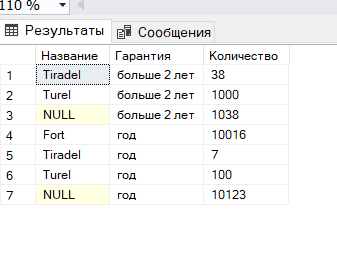 110 %
Результаты Сообщения
Название Гарантия Количество
1 Tiradel больше 2 лет 38
2 Turel больше 2 лет 1000
3 NULL больше 2 лет 1038
4 Fort год 10016
5 Tiradel год 7
6 Turel год 100
7 NULL год 10123